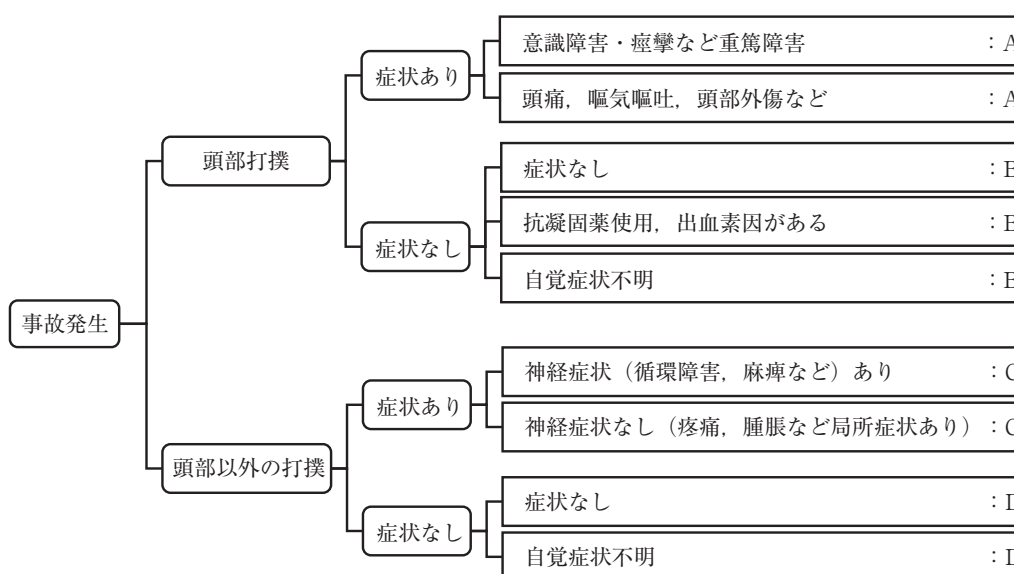 事故発生
頭部打撲
症状あり
意識障害・痙攣など重篤障害 : A
頭痛，嘔気嘔吐，頭部外傷など : A
症状なし
症状なし : B
抗凝固薬使用，出血素因がある : B
自覚症状不明 : B
頭部以外の打撲
症状あり
神経症状（循環障害，麻痺など）あり : C
神経症状なし（疼痛，腫脹など局所症状あり）: C
症状なし
症状なし : D
自覚症状不明 : D